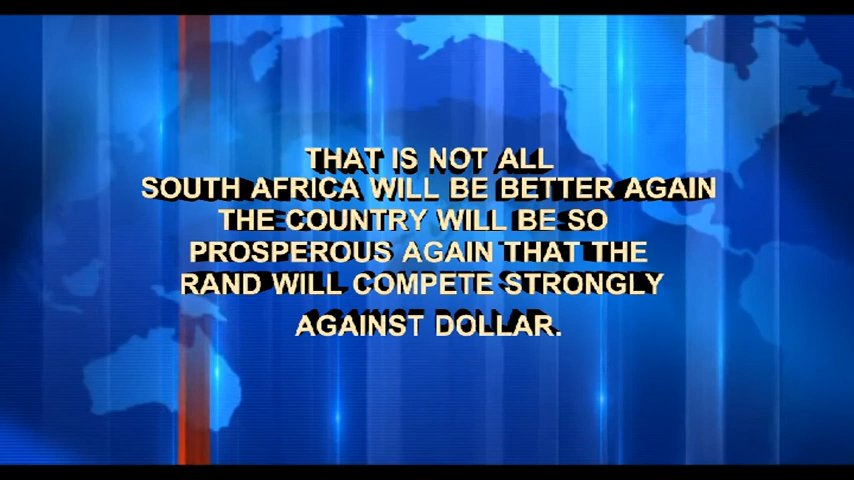 THAT IS NOT ALL
SOUTH AFRICA WILL BE BETTER AGAIN
THE COUNTRY WILL BE SO
PROSPEROUS AGAIN THAT THE
RAND WILL COMPETE STRONGLY
AGAINST DOLLAR.